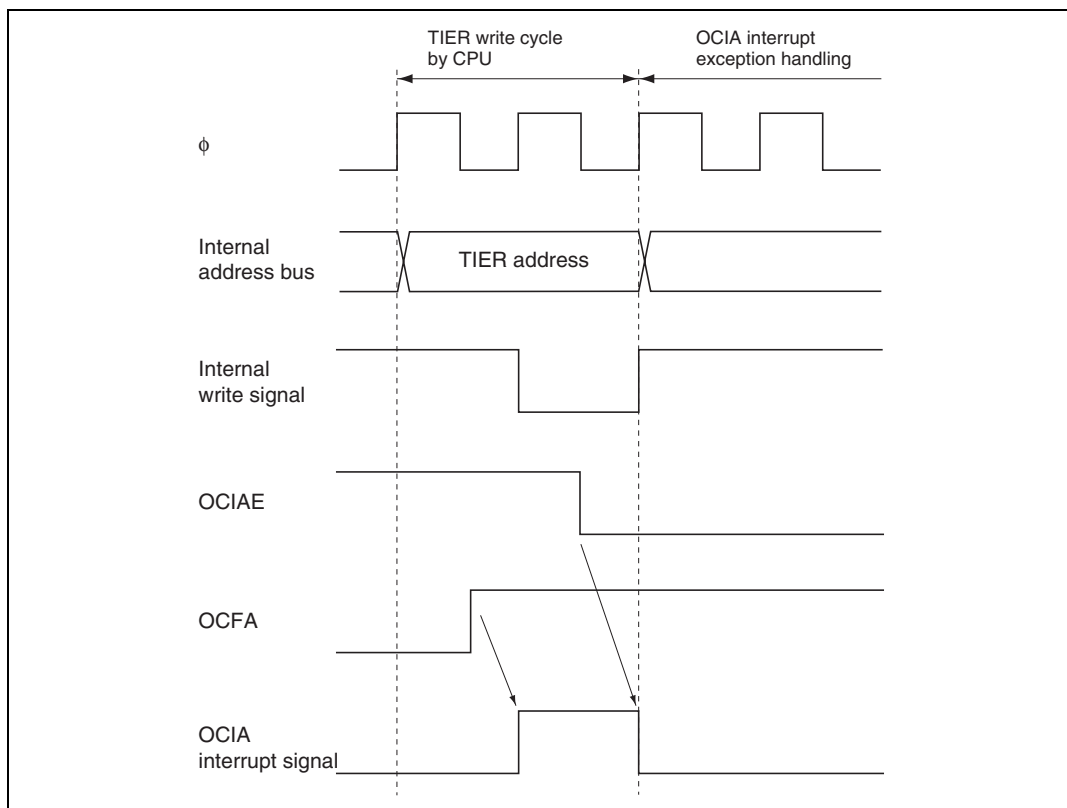 TIER write cycle
by CPU
OCIA interrupt
exception handling
ϕ
Internal
address bus
TIER address
Internal
write signal
OCIAE
OCFA
OCIA
interrupt signal